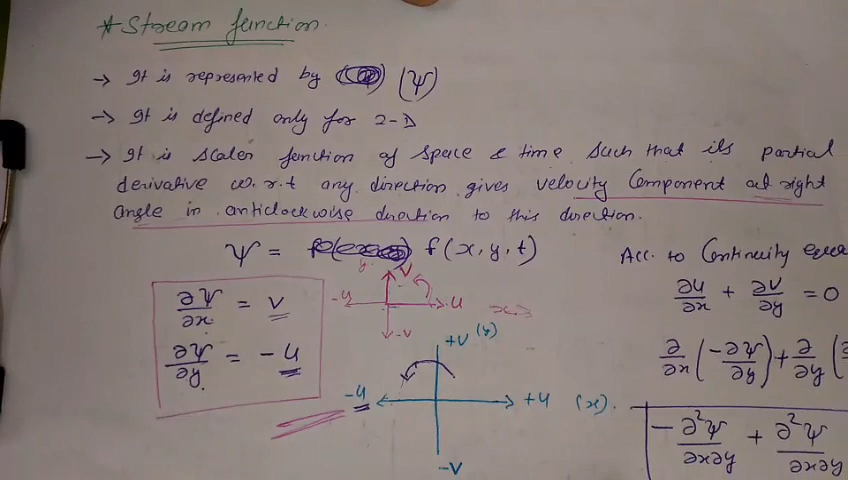 * Stream function.
→ It is represented by (Ψ)
→ It is defined only for 2-D
→ It is scaler function of space & time such that its partial
derivative w.r.t any direction gives velocity component at right
angle in anticlockwise direction to this direction.
Ψ = f(x, y, t)
∂Ψ/∂x = v
∂Ψ/∂y = -u
y v
-u u
-v
+v (y)
-u +u (x).
-v
Acc. to Continuity
∂u/∂x + ∂v/∂y = 0
∂/∂x (-∂Ψ/∂y) + ∂/∂y (
-∂²Ψ/∂x∂y + ∂²Ψ/∂x∂y